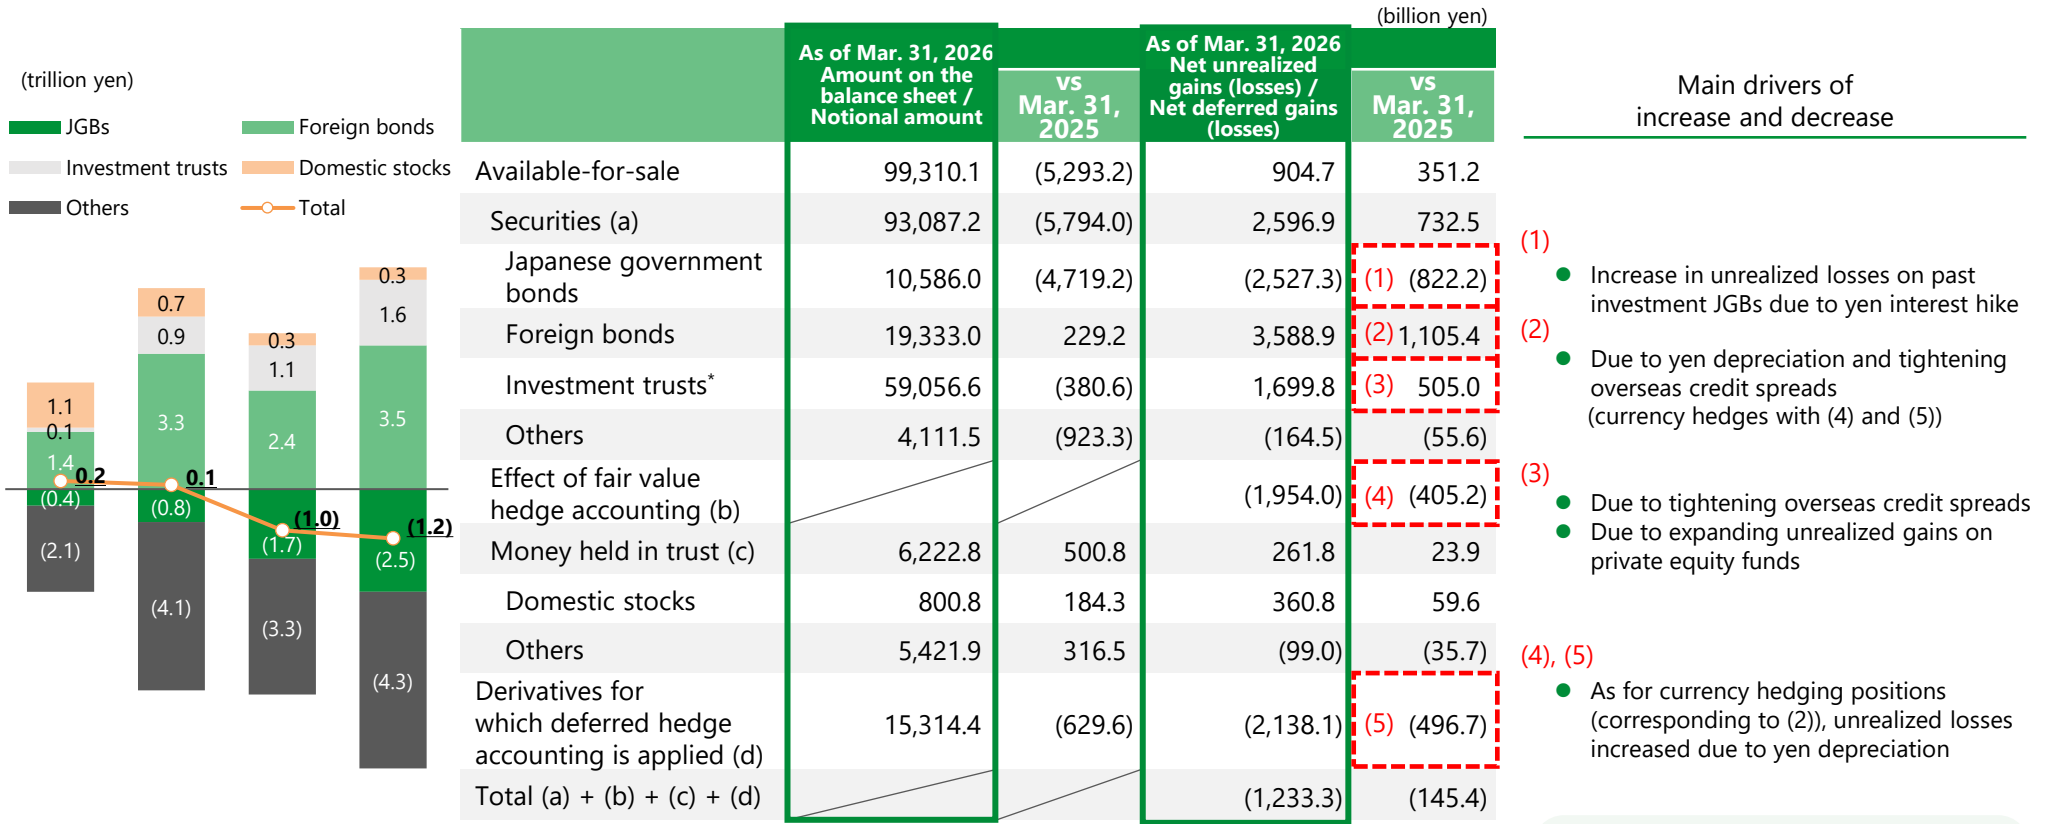 (trillion yen)
JGBs
Foreign bonds
Investment trusts
Domestic stocks
Others
Total
1.1
0.1
1.4
0.2
(0.4)
(2.1)
0.7
0.9
3.3
0.1
(0.8)
(4.1)
0.3
1.1
2.4
(1.0)
(1.7)
(3.3)
0.3
1.6
3.5
(1.2)
(2.5)
(4.3)
(billion yen)
As of Mar. 31, 2026
Amount on the
balance sheet /
Notional amount
vs
Mar. 31,
2025
As of Mar. 31, 2026
Net unrealized
gains (losses) /
Net deferred gains
(losses)
vs
Mar. 31,
2025
Available-for-sale 99,310.1 (5,293.2) 904.7 351.2
Securities (a) 93,087.2 (5,794.0) 2,596.9 732.5
Japanese government
bonds 10,586.0 (4,719.2) (2,527.3) (1) (822.2)
Foreign bonds 19,333.0 229.2 3,588.9 (2) 1,105.4
Investment trusts* 59,056.6 (380.6) 1,699.8 (3) 505.0
Others 4,111.5 (923.3) (164.5) (55.6)
Effect of fair value
hedge accounting (b) (1,954.0) (4) (405.2)
Money held in trust (c) 6,222.8 500.8 261.8 23.9
Domestic stocks 800.8 184.3 360.8 59.6
Others 5,421.9 316.5 (99.0) (35.7)
Derivatives for
which deferred hedge
accounting is applied (d) 15,314.4 (629.6) (2,138.1) (5) (496.7)
Total (a) + (b) + (c) + (d) (1,233.3) (145.4)
Main drivers of
increase and decrease
(1)
● Increase in unrealized losses on past
investment JGBs due to yen interest hike
(2)
● Due to yen depreciation and tightening
overseas credit spreads
(currency hedges with (4) and (5))
(3)
● Due to tightening overseas credit spreads
● Due to expanding unrealized gains on
private equity funds
(4), (5)
● As for currency hedging positions
(corresponding to (2)), unrealized losses
increased due to yen depreciation